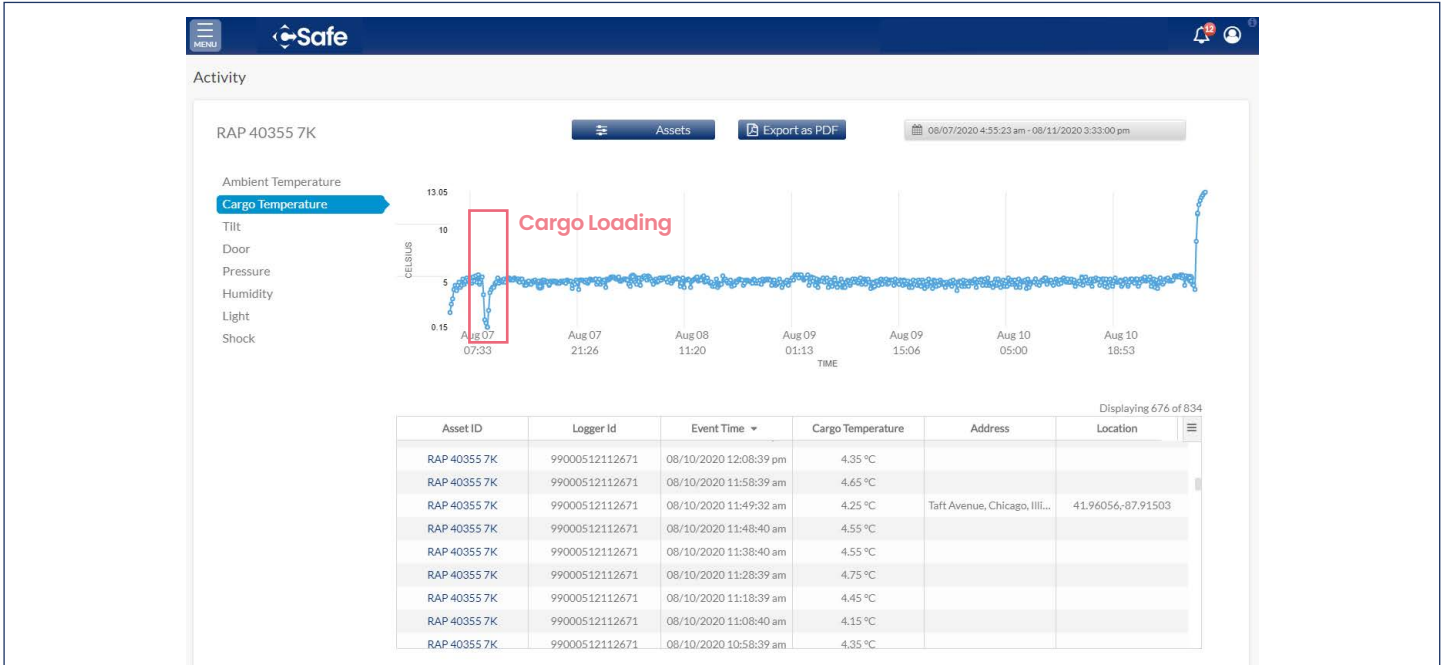 MENU
CSafe
12
Activity
RAP 40355 7K
Assets
Export as PDF
08/07/2020 4:55:23 am - 08/11/2020 3:33:00 pm
Ambient Temperature
Cargo Temperature
Tilt
Door
Pressure
Humidity
Light
Shock
Cargo Loading
CELSIUS
13.05
10
5
0.15
Aug 07 Aug 07 Aug 08 Aug 09 Aug 09 Aug 10 Aug 10
07:33 21:26 11:20 01:13 15:06 05:00 18:53
TIME
Displaying 676 of 834
Asset ID Logger Id Event Time Cargo Temperature Address Location
RAP 40355 7K 99000512112671 08/10/2020 12:08:39 pm 4.35 °C
RAP 40355 7K 99000512112671 08/10/2020 11:58:39 am 4.65 °C
RAP 40355 7K 99000512112671 08/10/2020 11:49:32 am 4.25 °C Taft Avenue, Chicago, Illi... 41.96056,-87.91503
RAP 40355 7K 99000512112671 08/10/2020 11:48:40 am 4.55 °C
RAP 40355 7K 99000512112671 08/10/2020 11:38:40 am 4.55 °C
RAP 40355 7K 99000512112671 08/10/2020 11:28:39 am 4.75 °C
RAP 40355 7K 99000512112671 08/10/2020 11:18:39 am 4.45 °C
RAP 40355 7K 99000512112671 08/10/2020 11:08:40 am 4.15 °C
RAP 40355 7K 99000512112671 08/10/2020 10:58:39 am 4.35 °C